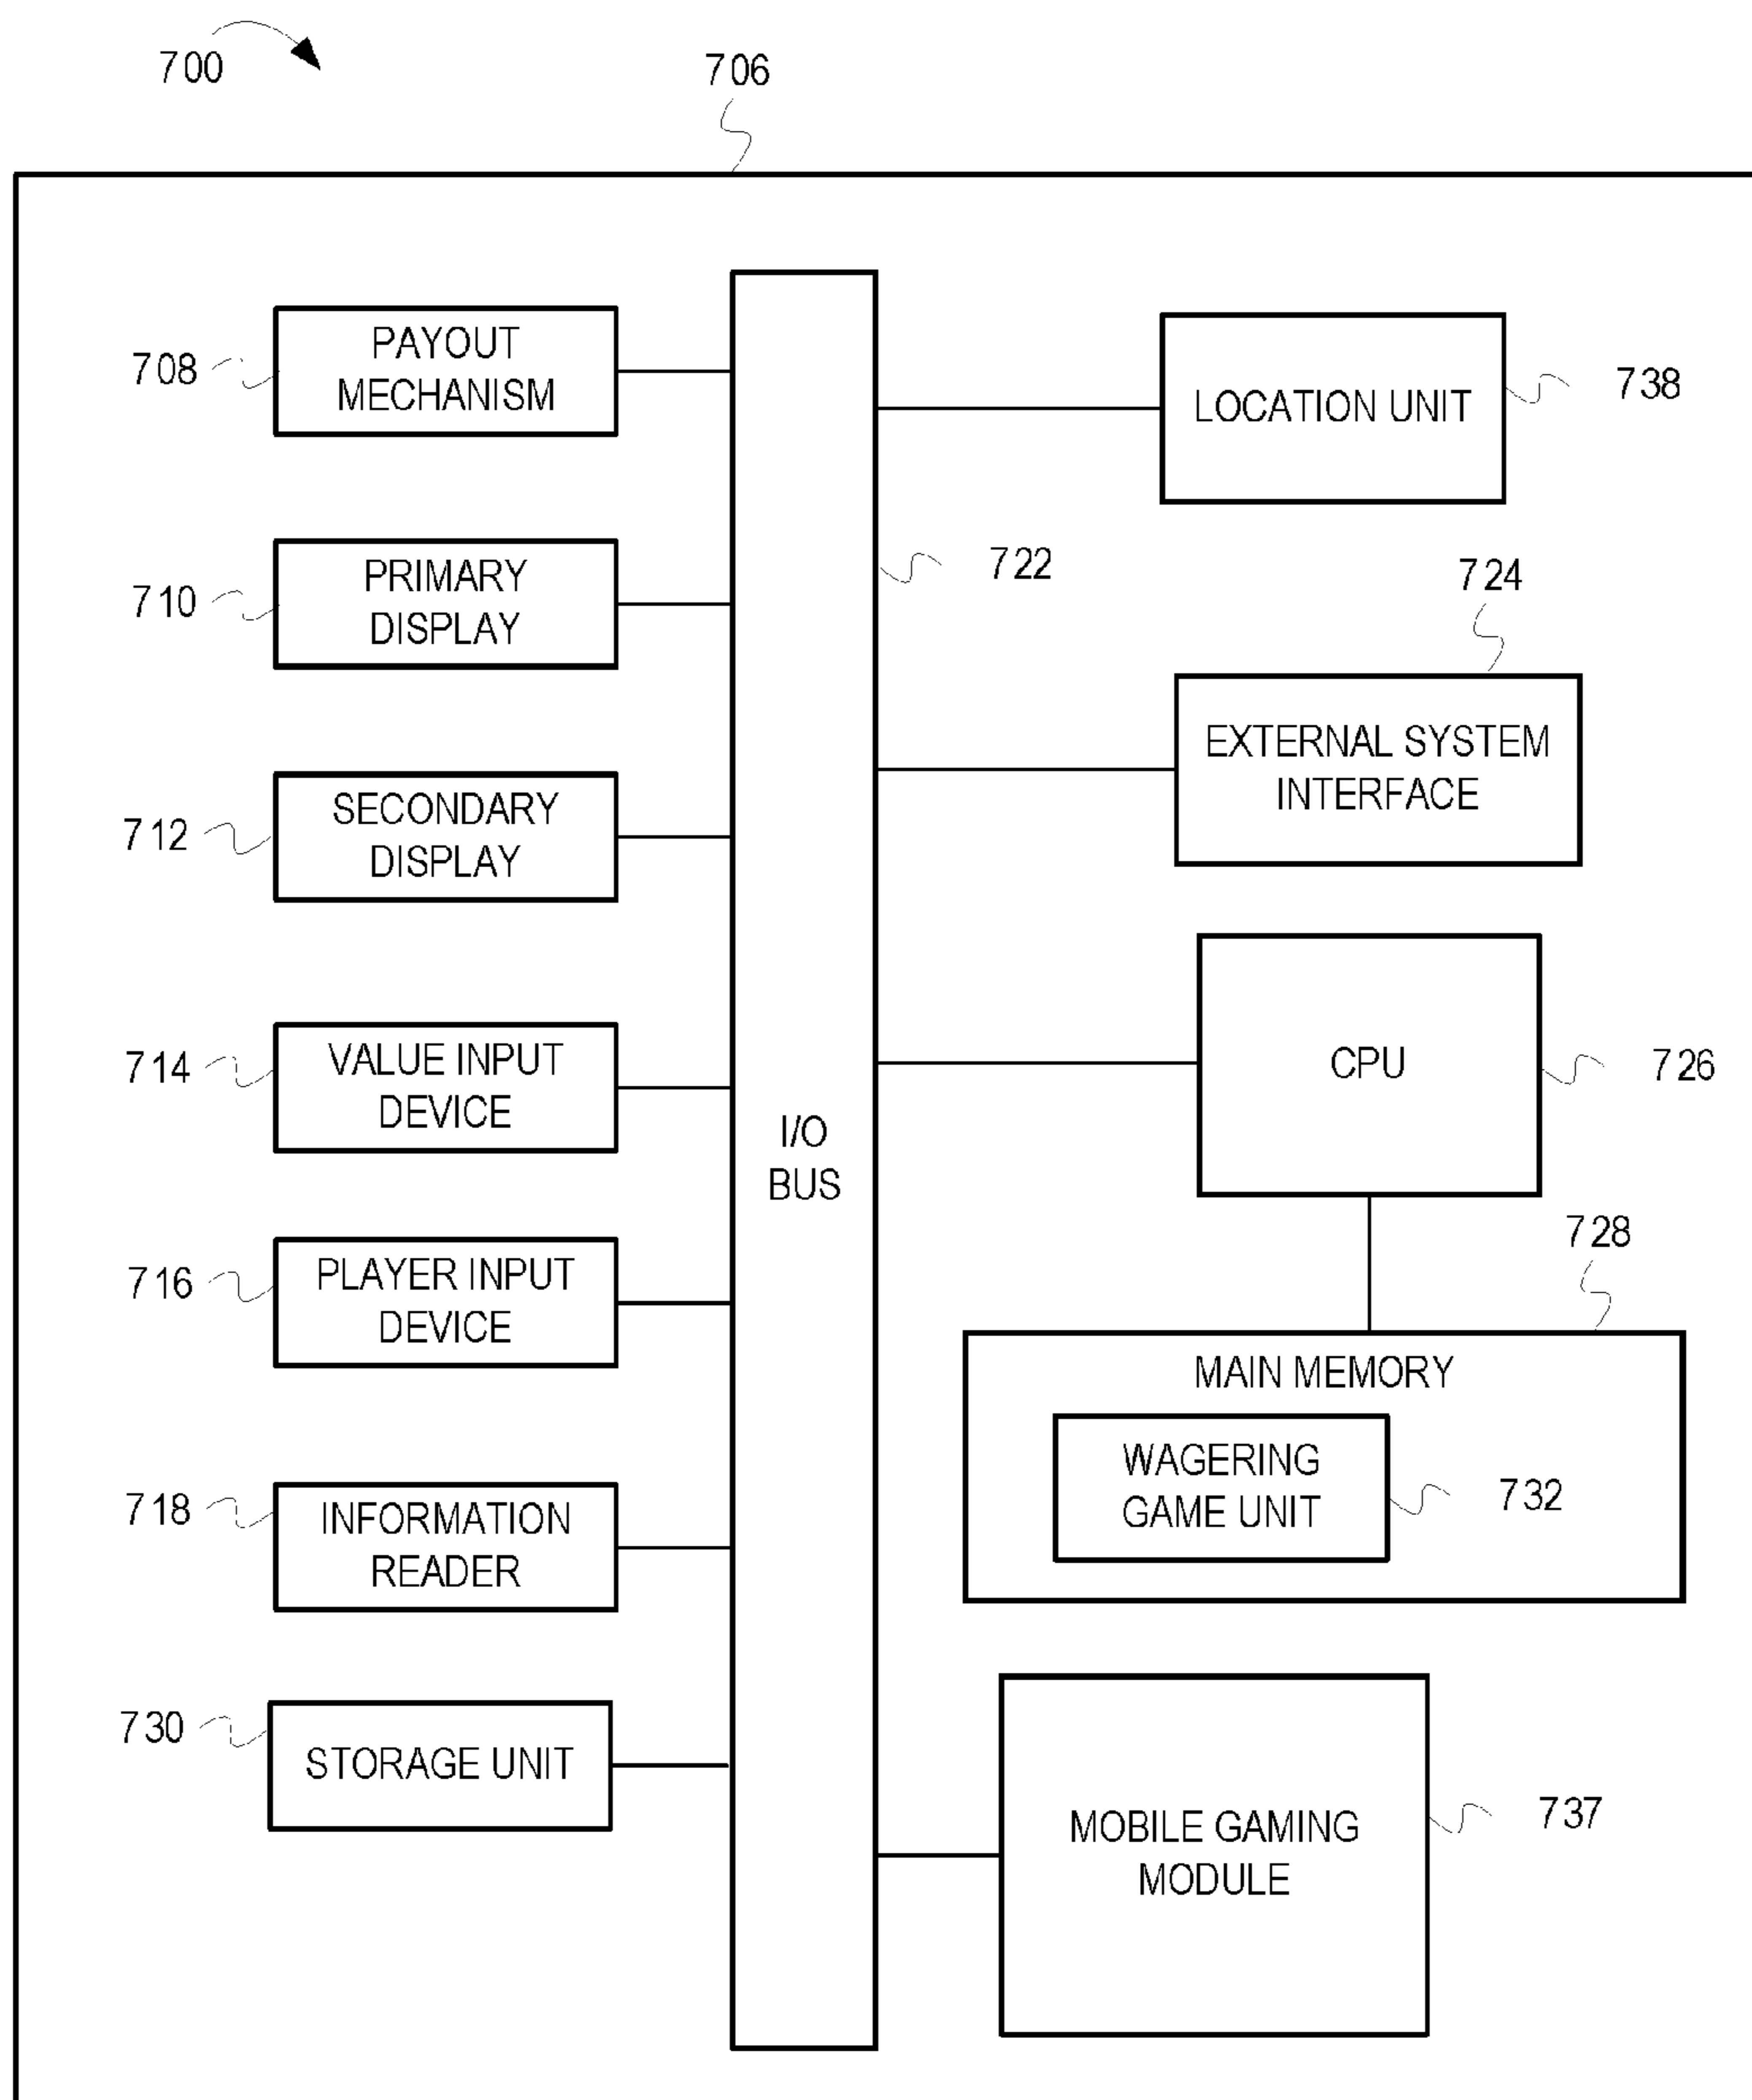 700
706
708
PAYOUT
MECHANISM
LOCATION UNIT
738
722
724
710
PRIMARY
DISPLAY
EXTERNAL SYSTEM
INTERFACE
712
SECONDARY
DISPLAY
714
VALUE INPUT
DEVICE
CPU
726
I/O
BUS
728
716
PLAYER INPUT
DEVICE
MAIN MEMORY
WAGERING
GAME UNIT
732
718
INFORMATION
READER
730
STORAGE UNIT
737
MOBILE GAMING
MODULE